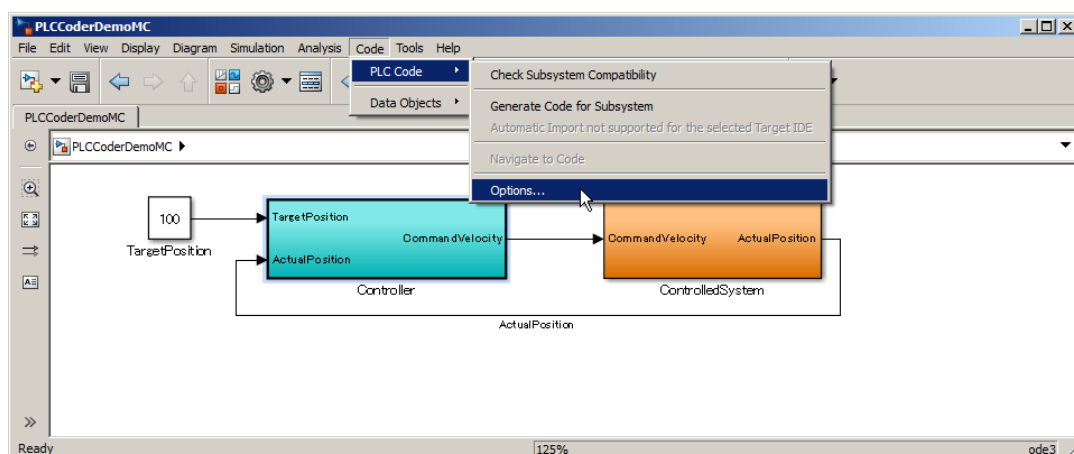 PLCCoderDemoMC
File Edit View Display Diagram Simulation Analysis Code Tools Help
PLC Code
Data Objects
Check Subsystem Compatibility
Generate Code for Subsystem
Automatic Import not supported for the selected Target IDE
Navigate to Code
Options...
PLCCoderDemoMC
PLCCoderDemoMC
100
TargetPosition
TargetPosition
CommandVelocity
ActualPosition
Controller
CommandVelocity ActualPosition
ControlledSystem
ActualPosition
Ready 125% ode3